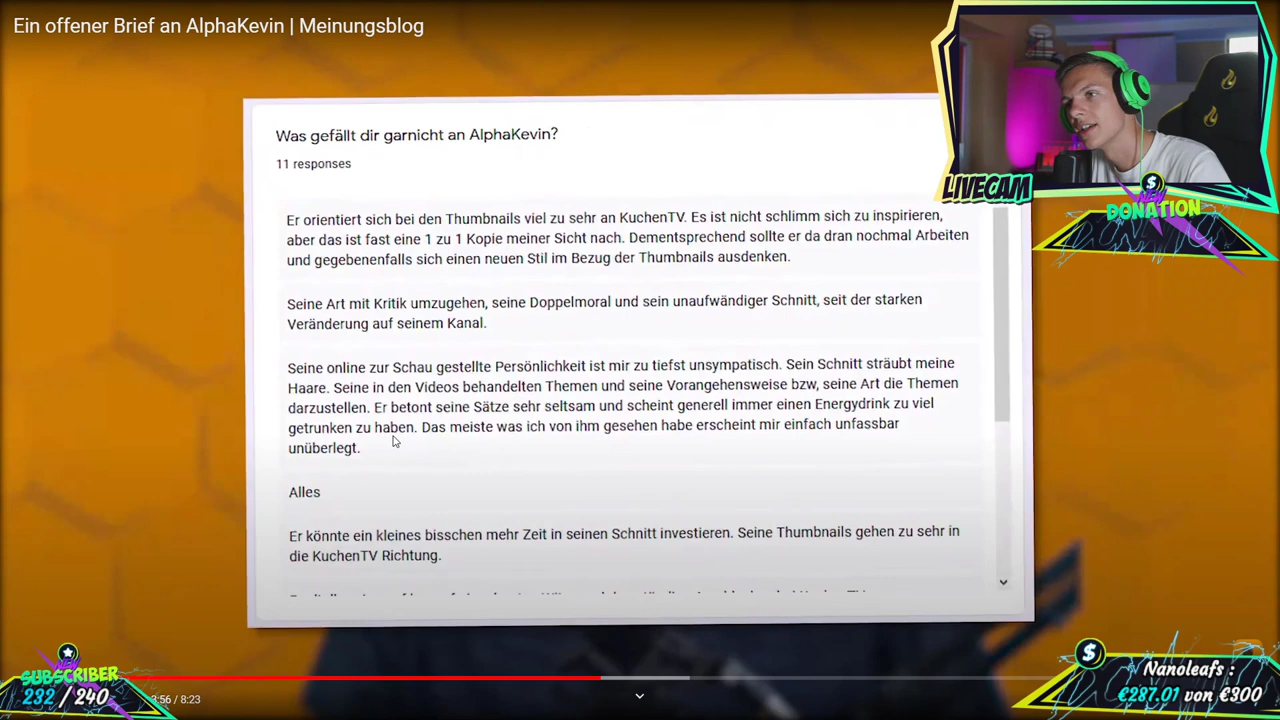 Ein offener Brief an AlphaKevin | Meinungsblog
Was gefällt dir garnicht an AlphaKevin?
11 responses
Er orientiert sich bei den Thumbnails viel zu sehr an KuchenTV. Es ist nicht schlimm sich zu inspirieren,
aber das ist fast eine 1 zu 1 Kopie meiner Sicht nach. Dementsprechend sollte er da dran nochmal Arbeiten
und gegebenenfalls sich einen neuen Stil im Bezug der Thumbnails ausdenken.
Seine Art mit Kritik umzugehen, seine Doppelmoral und sein unaufwändiger Schnitt, seit der starken
Veränderung auf seinem Kanal.
Seine online zur Schau gestellte Persönlichkeit ist mir zu tiefst unsympatisch. Sein Schnitt sträubt meine
Haare. Seine in den Videos behandelten Themen und seine Vorangehensweise bzw, seine Art die Themen
darzustellen. Er betont seine Sätze sehr seltsam und scheint generell immer einen Energydrink zu viel
getrunken zu haben. Das meiste was ich von ihm gesehen habe erscheint mir einfach unfassbar
unüberlegt.
Alles
Er könnte ein kleines bisschen mehr Zeit in seinen Schnitt investieren. Seine Thumbnails gehen zu sehr in
die KuchenTV Richtung.
LIVECAM
$
NEW
DONATION
NEW
SUBSCRIBER
232 / 240
3:56 / 8:23
$
Nanoleafs :
€287.01 von €300